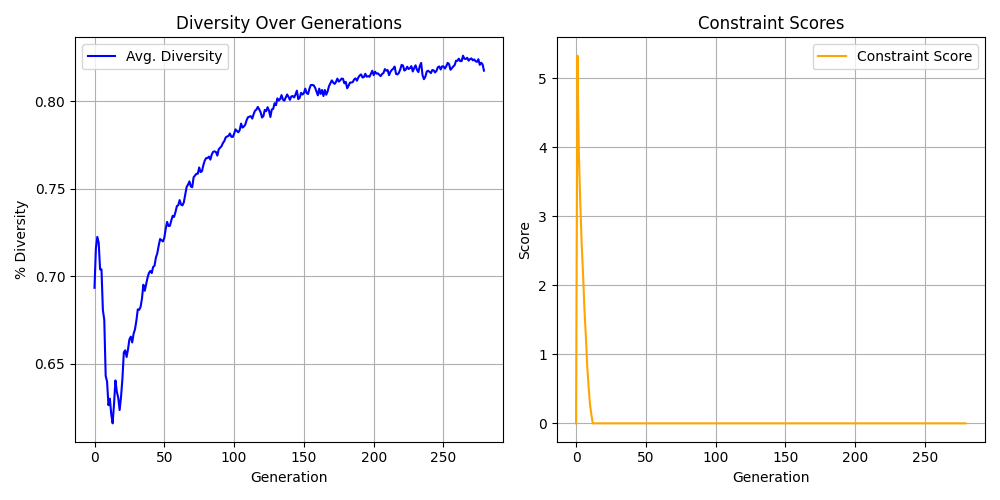 Diversity Over Generations
Avg. Diversity
% Diversity
0.80
0.75
0.70
0.65
0 50 100 150 200 250
Generation
Constraint Scores
Constraint Score
Score
5
4
3
2
1
0
0 50 100 150 200 250
Generation